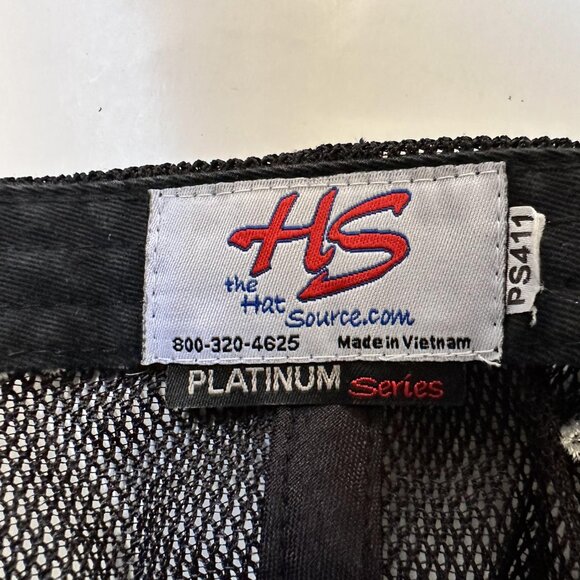 HS
the
Hat
Source.com
800-320-4625 Made in Vietnam
PLATINUM Series
PS411